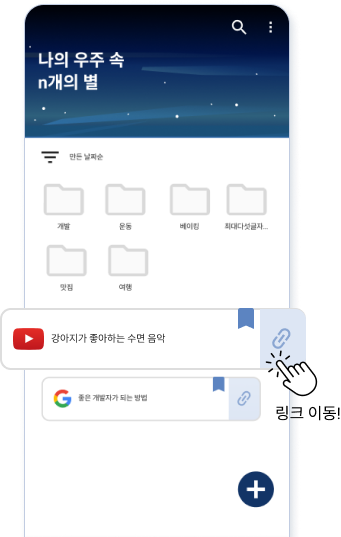 나의 우주 속
n개의 별
만든 날짜순
개발
운동
베이킹
최대다섯글자...
맛집
여행
강아지가 좋아하는 수면 음악
링크 이동!
좋은 개발자가 되는 방법